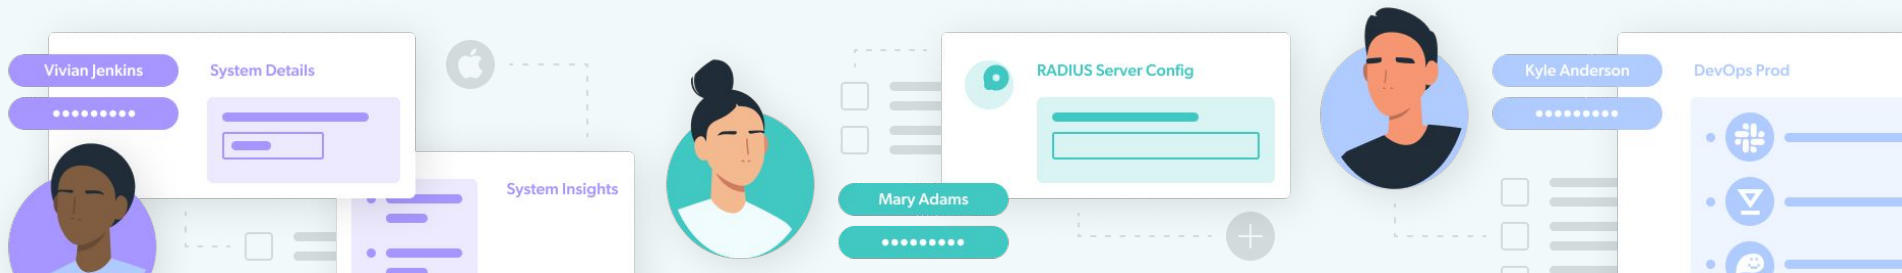 Vivian Jenkins
System Details
System Insights
Mary Adams
RADIUS Server Config
Kyle Anderson
DevOps Prod